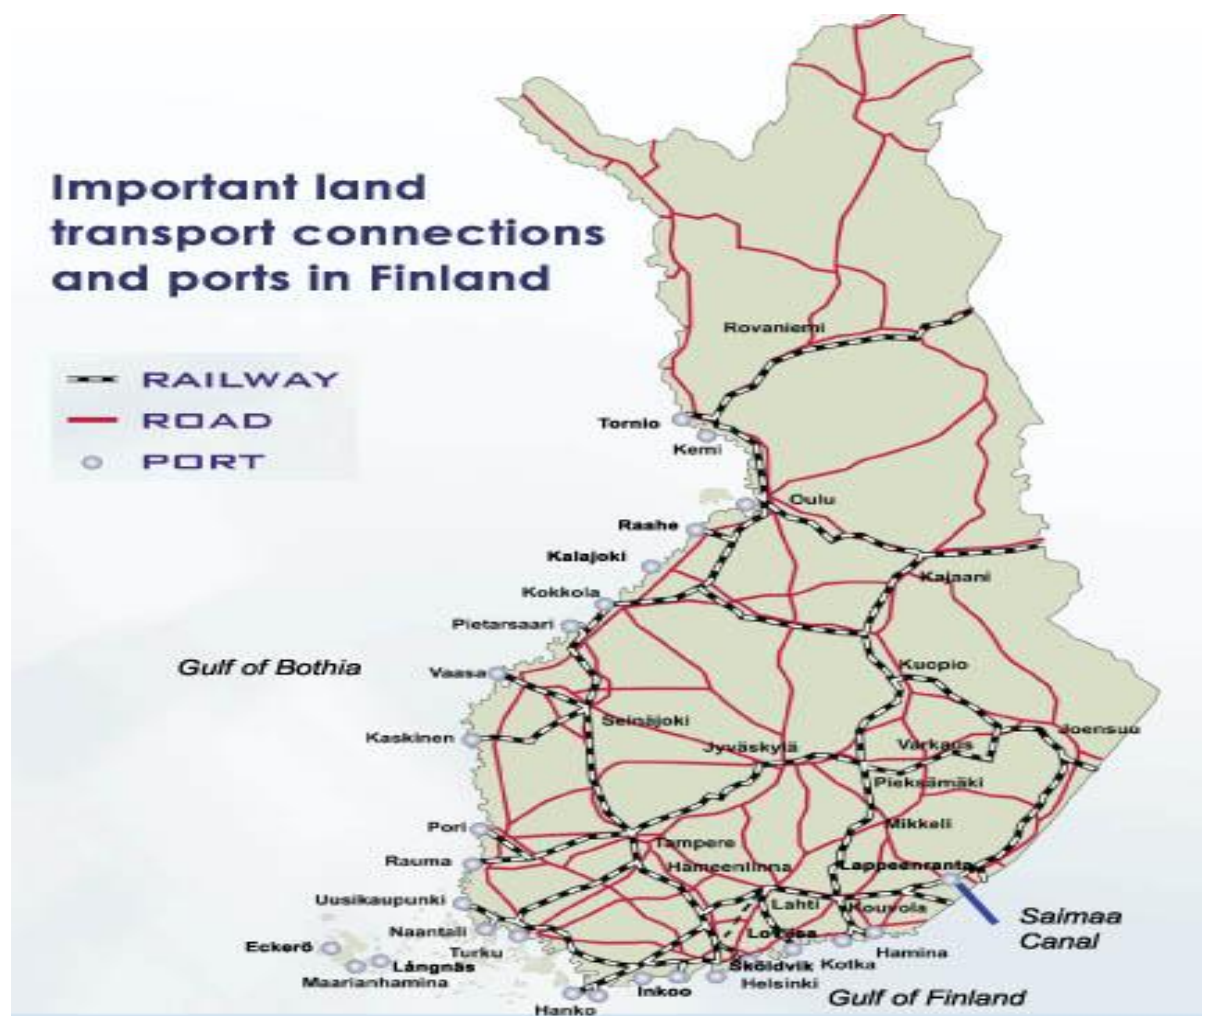 Important land
transport connections
and ports in Finland
RAILWAY
ROAD
PORT
Rovaniemi
Tornio
Kemi
Oulu
Raahe
Kalajoki
Kajaani
Kokkola
Pietarsaari
Gulf of Bothia
Vaasa
Kuopio
Seinäjoki
Kaskinen
Joensuu
Jyväskylä
Varkaus
Pieksämäki
Pori
Mikkeli
Tampere
Rauma
Hämeenlinna
Lappeenranta
Uusikaupunki
Lahti
Kouvola
Saimaa
Canal
Naantali
Loviisa
Eckerö
Turku
Hamina
Långnäs
Sköldvik
Kotka
Maarianhamina
Inkoo
Helsinki
Gulf of Finland
Hanko